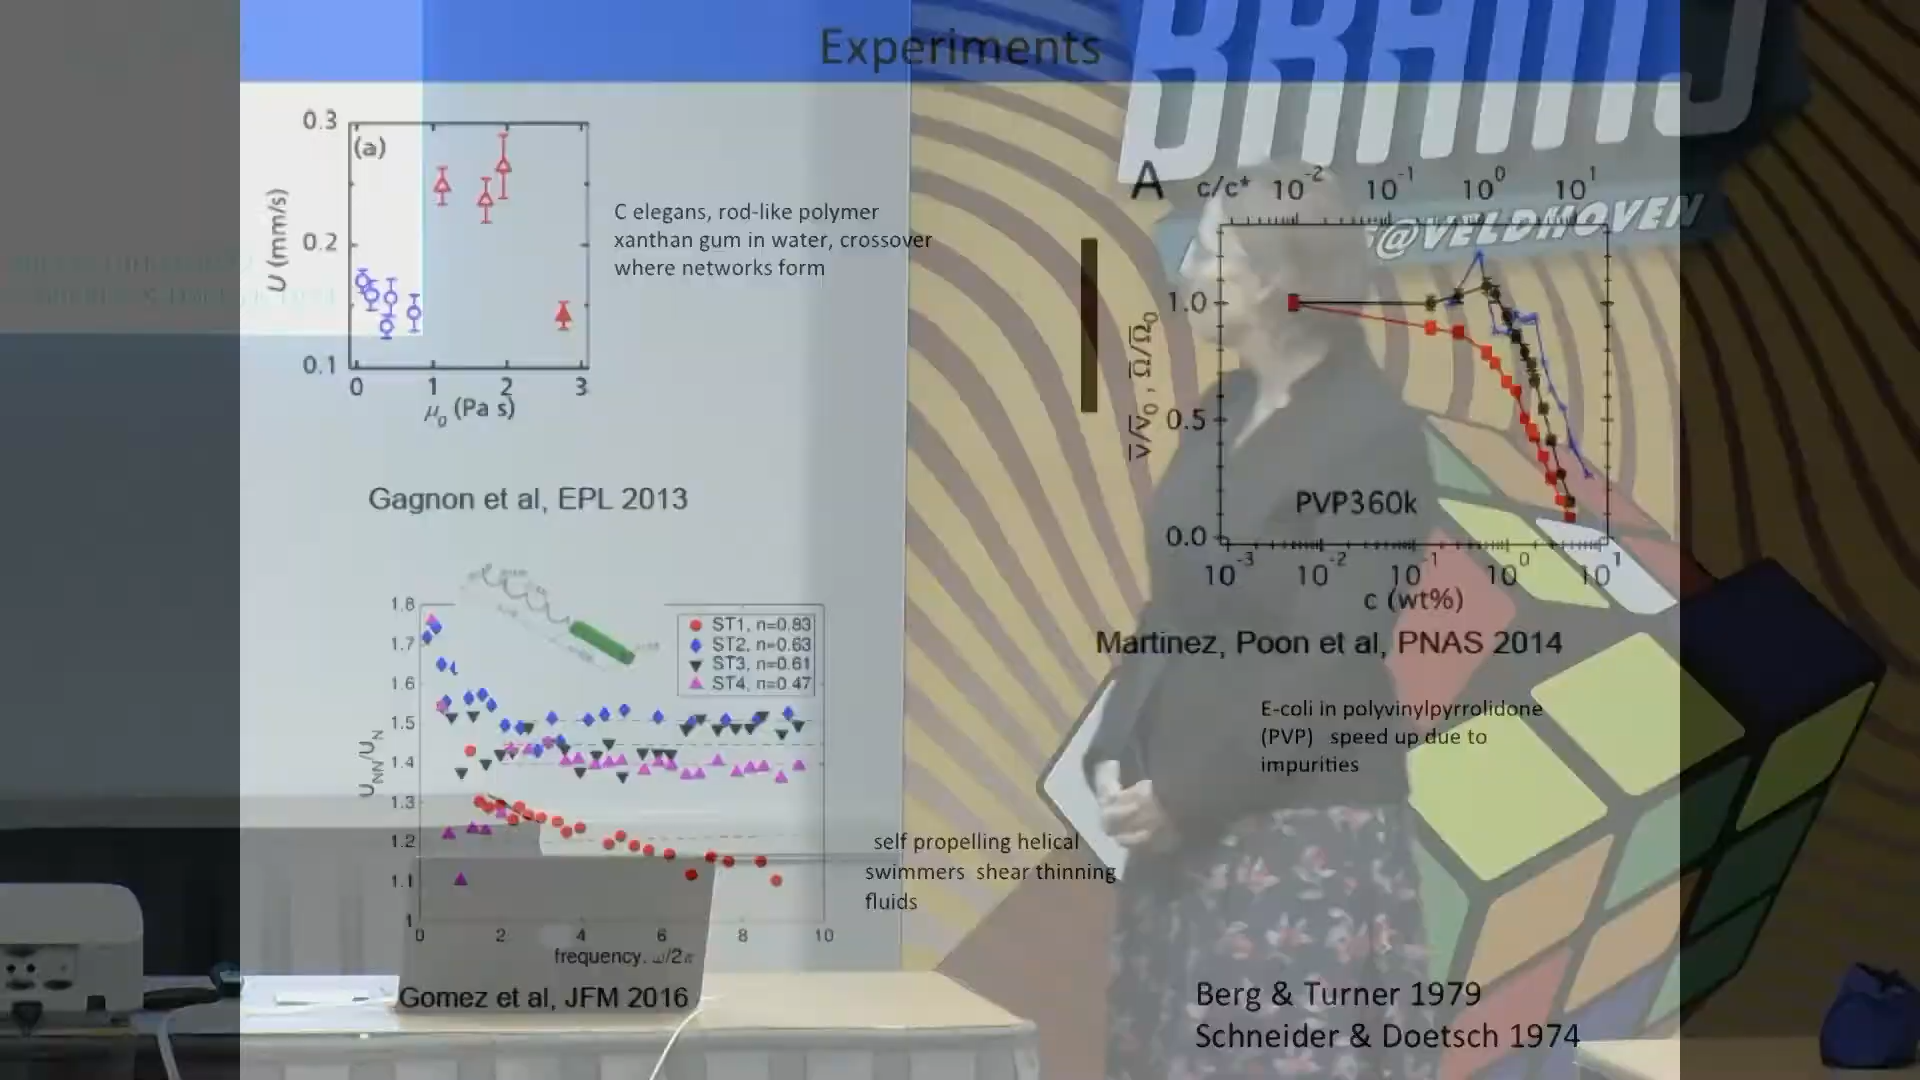 Experiments
BRAINS
@VELDHOVEN
0.3
(a)
0.2
0.1
U (mm/s)
0 1 2 3
μ₀ (Pa s)
C elegans, rod-like polymer
xanthan gum in water, crossover
where networks form
Gagnon et al, EPL 2013
A
c/c* 10⁻² 10⁻¹ 10⁰ 10¹
1.0
0.5
0.0
v̄/v̄₀ , Ω̄/Ω̄₀
PVP360k
10⁻³ 10⁻² 10⁻¹ 10⁰ 10¹
c (wt%)
Martinez, Poon et al, PNAS 2014
E-coli in polyvinylpyrrolidone
(PVP) speed up due to
impurities
1.8
1.7
1.6
1.5
1.4
1.3
1.2
1.1
1
U_NN/U_N
ST1, n=0.83
ST2, n=0.63
ST3, n=0.61
ST4, n=0.47
0 2 4 6 8 10
frequency. ω/2π
self propelling helical
swimmers shear thinning
fluids
Gomez et al, JFM 2016
Berg & Turner 1979
Schneider & Doetsch 1974